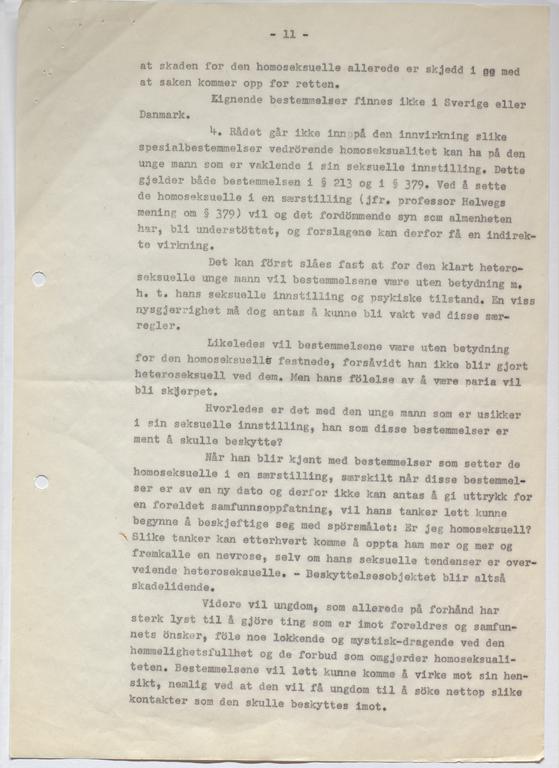 - 11 -
at skaden for den homoseksuelle allerede er skjedd i og med
at saken kommer opp for retten.
Lignende bestemmelser finnes ikke i Sverige eller
Danmark.
4. Rådet går ikke inn på den innvirkning slike
spesialbestemmelser vedrörende homoseksualitet kan ha på den
unge mann som er vaklende i sin seksuelle innstilling. Dette
gjelder både bestemmelsen i § 213 og i § 379. Ved å sette
de homoseksuelle i en særstilling (jfr. professor Helwegs
mening om § 379) vil og det fordömmende syn som almenheten
har, bli understöttet, og forslagene kan derfor få en indirek-
te virkning.
Det kan först slåes fast at for den klart hetero-
seksuelle unge mann vil bestemmelsene være uten betydning m.
h. t. hans seksuelle innstilling og psykiske tilstand. En viss
nysgjerrighet må dog antas å kunne bli vakt ved disse sær-
regler.
Likeledes vil bestemmelsene være uten betydning
for den homoseksuelle festnede, forsåvidt han ikke blir gjort
heteroseksuell ved dem. Men hans fölelse av å være paria vil
bli skjerpet.
Hvorledes er det med den unge mann som er usikker
i sin seksuelle innstilling, han som disse bestemmelser er
ment å skulle beskytte?
Når han blir kjent med bestemmelser som setter de
homoseksuelle i en særstilling, særskilt når disse bestemmel-
ser er av en ny dato og derfor ikke kan antas å gi uttrykk for
en foreldet samfunnsoppfatning, vil hans tanker lett kunne
begynne å beskjeftige seg med spörsmålet: Er jeg homoseksuell?
Slike tanker kan etterhvert komme å oppta ham mer og mer og
fremkalle en nevrose, selv om hans seksuelle tendenser er over-
veiende heteroseksuelle. - Beskyttelsesobjektet blir altså
skadelidende.
Videre vil ungdom, som allerede på forhånd har
sterk lyst til å gjöre ting som er imot foreldres og samfun-
nets önsker, föle noe lokkende og mystisk-dragende ved den
hemmelighetsfullhet og de forbud som omgjerder homoseksuali-
teten. Bestemmelsene vil lett kunne komme å virke mot sin hen-
sikt, nemlig ved at den vil få ungdom til å söke nettop slike
kontakter som den skulle beskyttes imot.